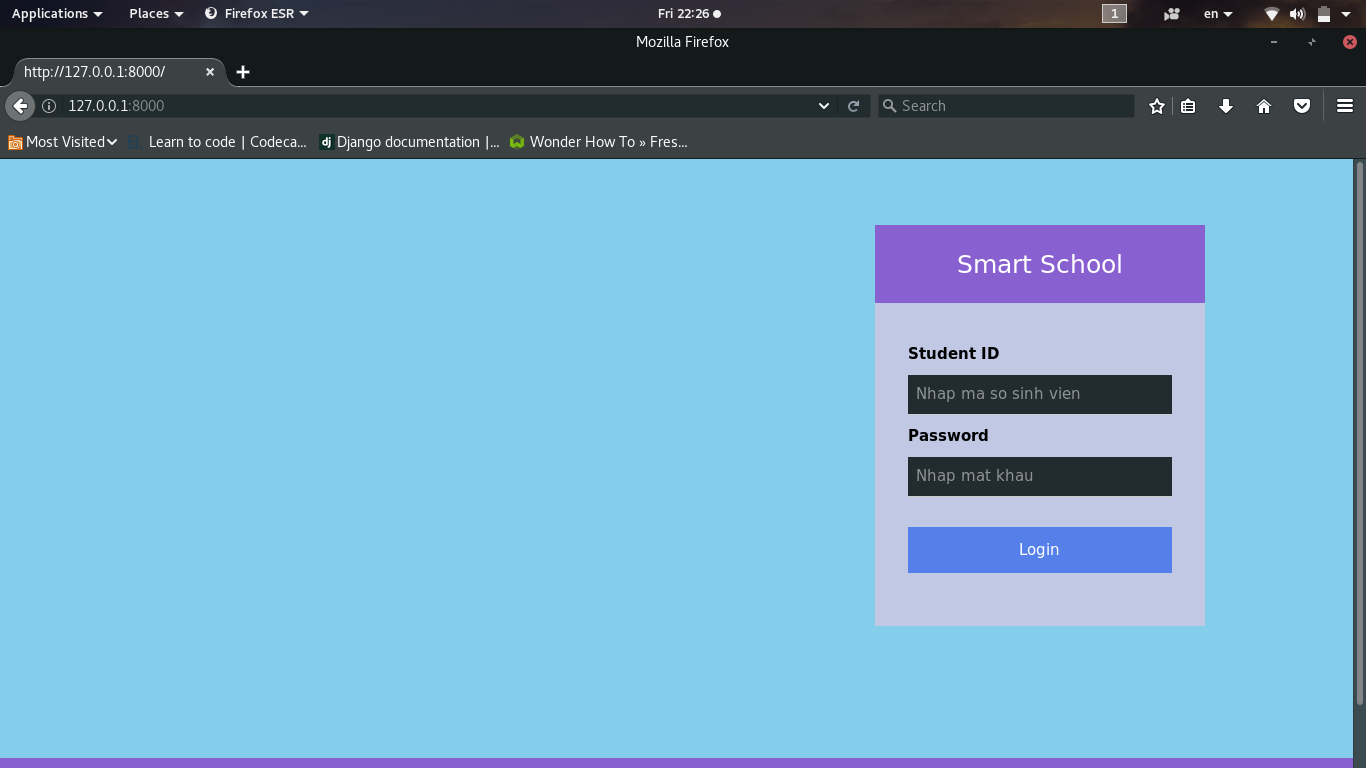 Applications Places Firefox ESR Fri 22:26 1 en
Mozilla Firefox
http://127.0.0.1:8000/
127.0.0.1:8000 Search
Most Visited Learn to code | Codeca... Django documentation |... Wonder How To » Fres...
Smart School
Student ID
Nhap ma so sinh vien
Password
Nhap mat khau
Login